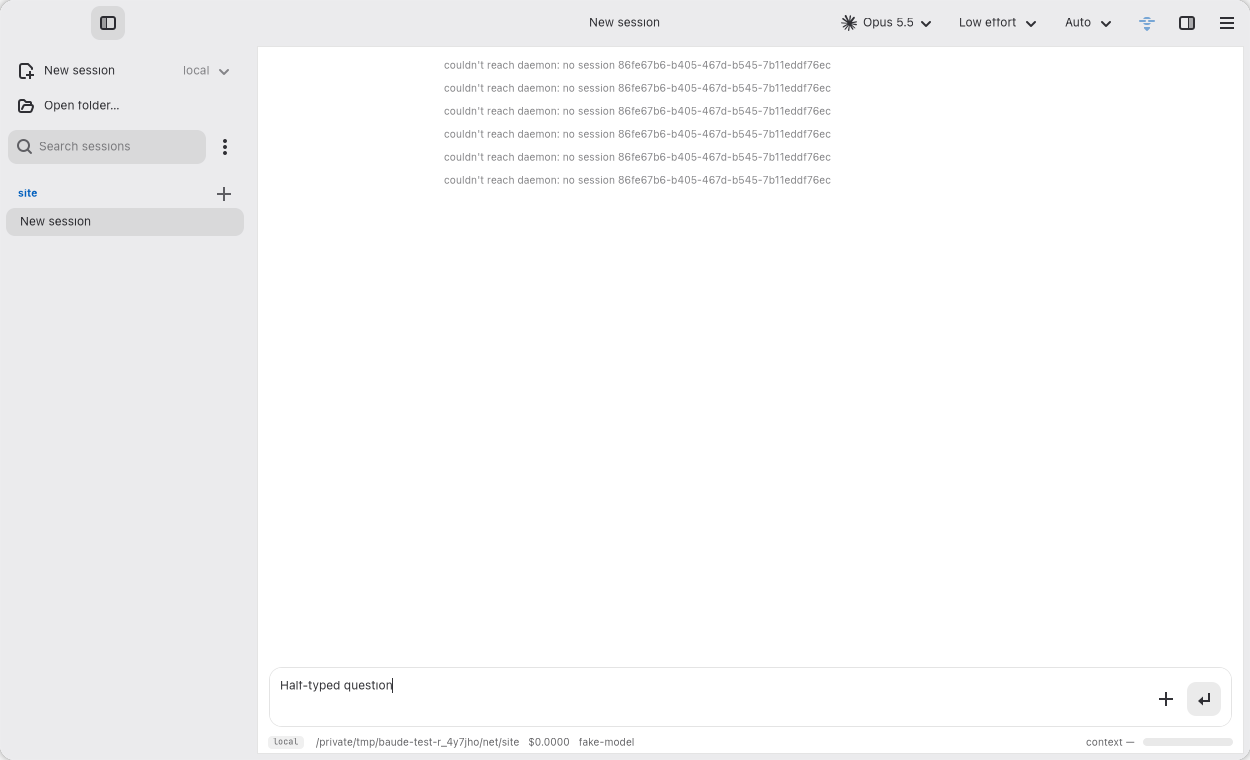 New session
Opus 5.5
Low effort
Auto
New session
local
Open folder...
Search sessions
site
New session
couldn't reach daemon: no session 86fe67b6-b405-467d-b545-7b11eddf76ec
couldn't reach daemon: no session 86fe67b6-b405-467d-b545-7b11eddf76ec
couldn't reach daemon: no session 86fe67b6-b405-467d-b545-7b11eddf76ec
couldn't reach daemon: no session 86fe67b6-b405-467d-b545-7b11eddf76ec
couldn't reach daemon: no session 86fe67b6-b405-467d-b545-7b11eddf76ec
couldn't reach daemon: no session 86fe67b6-b405-467d-b545-7b11eddf76ec
Half-typed question
local /private/tmp/baude-test-r_4y7jho/net/site $0.0000 fake-model
context —